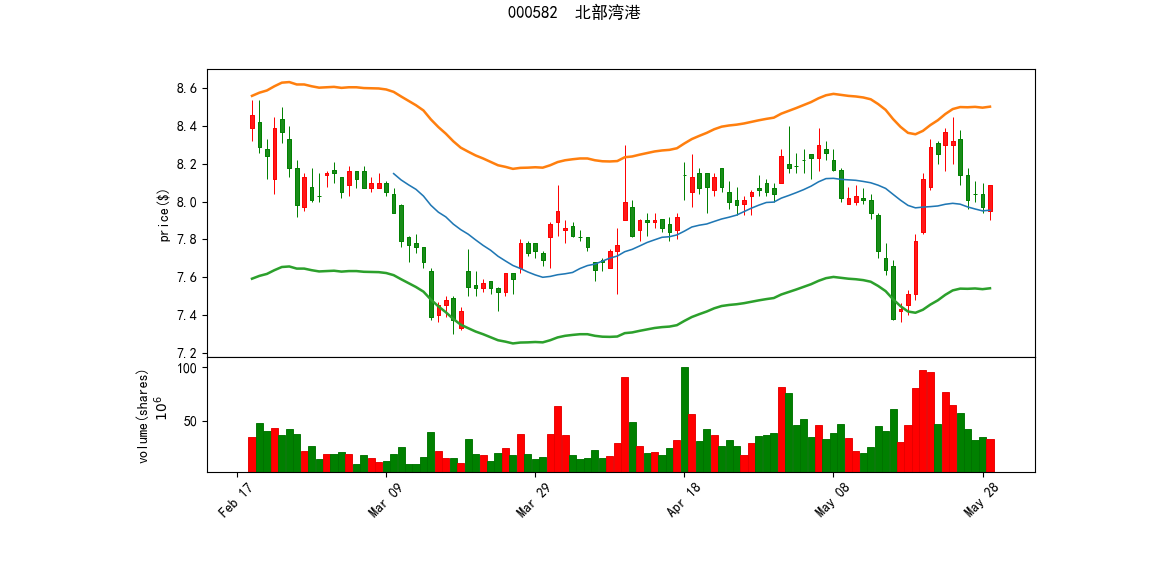 000582 北部湾港
price($)
8.6
8.4
8.2
8.0
7.8
7.6
7.4
7.2
volume(shares)
10^6
100
50
Feb 17
Mar 09
Mar 29
Apr 18
May 08
May 28